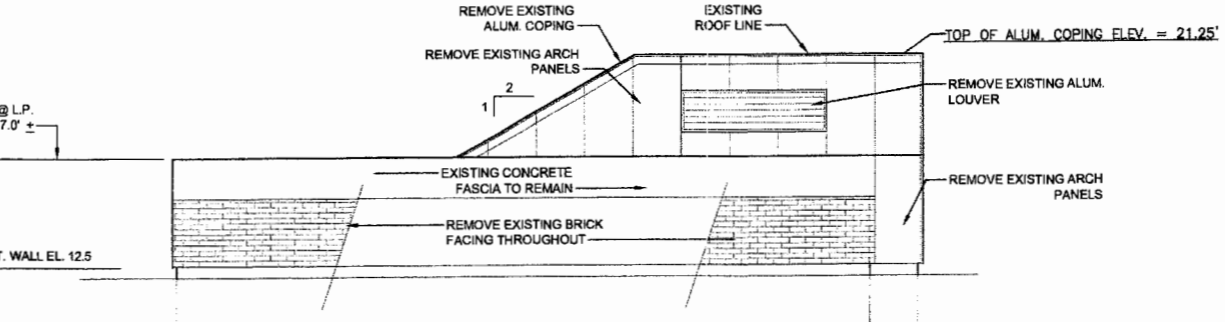 REMOVE EXISTING
ALUM. COPING
EXISTING
ROOF LINE
TOP OF ALUM. COPING ELEV. = 21.25'
REMOVE EXISTING ARCH
PANELS
2
1
REMOVE EXISTING ALUM.
LOUVER
@ L.P.
7.0' ±
EXISTING CONCRETE
FASCIA TO REMAIN
REMOVE EXISTING ARCH
PANELS
REMOVE EXISTING BRICK
FACING THROUGHOUT
T. WALL EL. 12.5